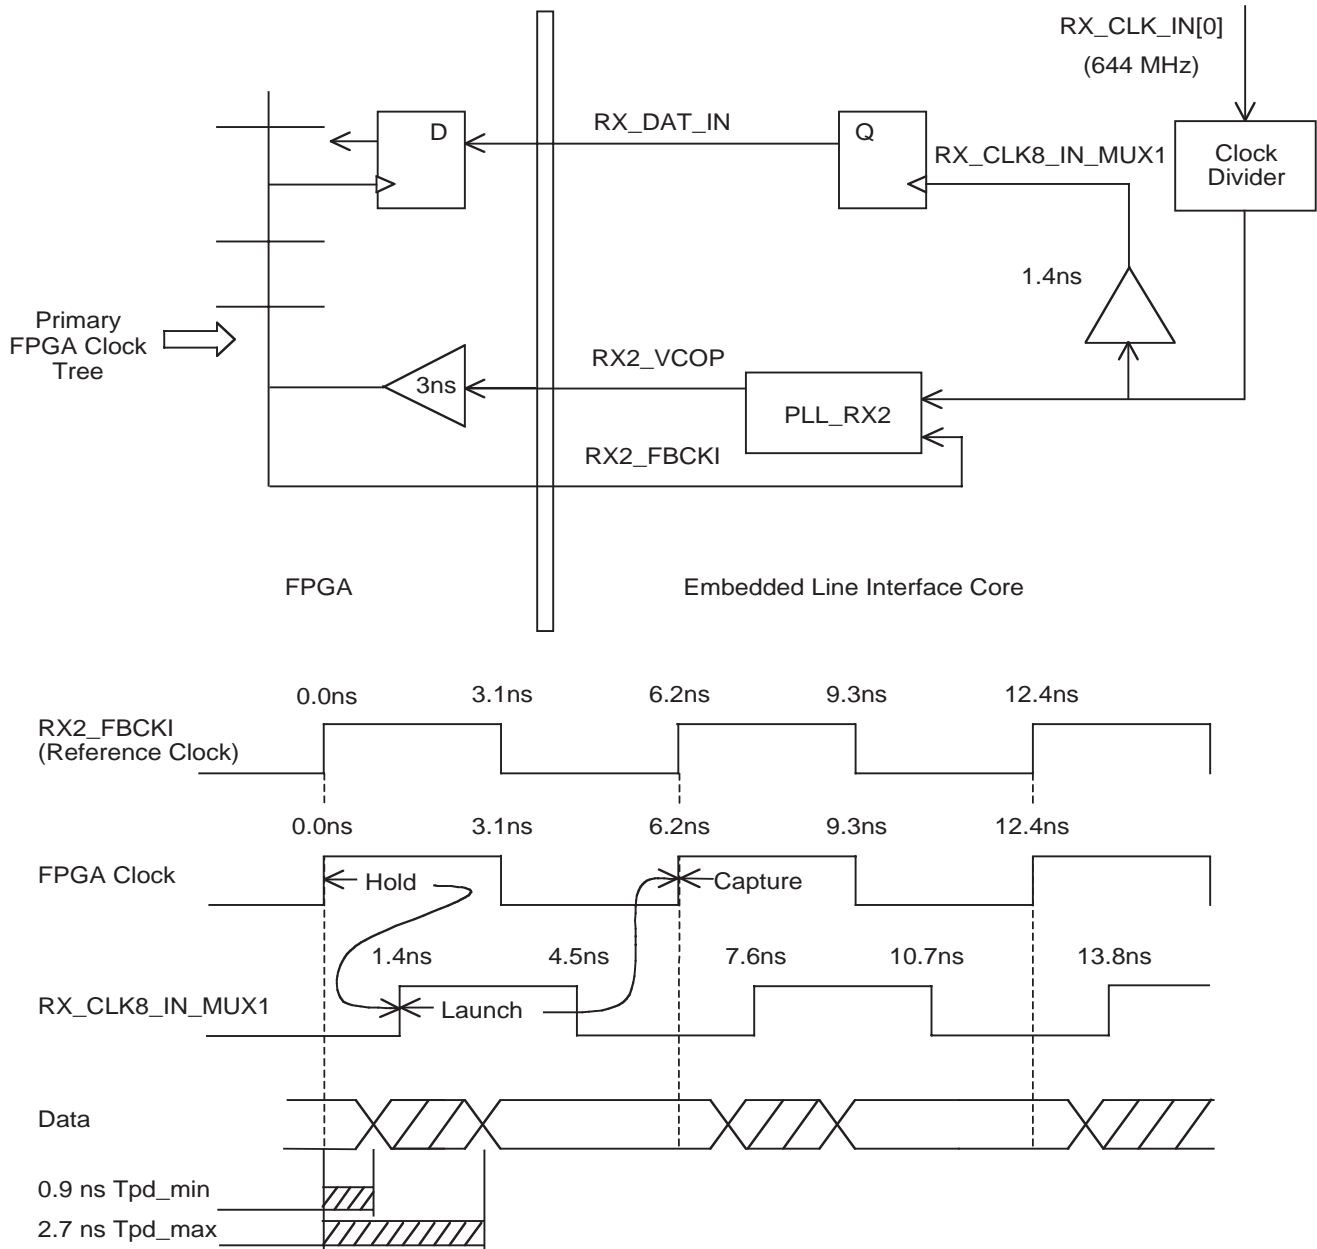 RX_CLK_IN[0]
(644 MHz)
D
RX_DAT_IN
Q
RX_CLK8_IN_MUX1
Clock
Divider
1.4ns
Primary
FPGA Clock
Tree
3ns
RX2_VCOP
PLL_RX2
RX2_FBCKI
FPGA
Embedded Line Interface Core
0.0ns
3.1ns
6.2ns
9.3ns
12.4ns
RX2_FBCKI
(Reference Clock)
0.0ns
3.1ns
6.2ns
9.3ns
12.4ns
FPGA Clock
Hold
Capture
1.4ns
4.5ns
7.6ns
10.7ns
13.8ns
RX_CLK8_IN_MUX1
Launch
Data
0.9 ns Tpd_min
2.7 ns Tpd_max